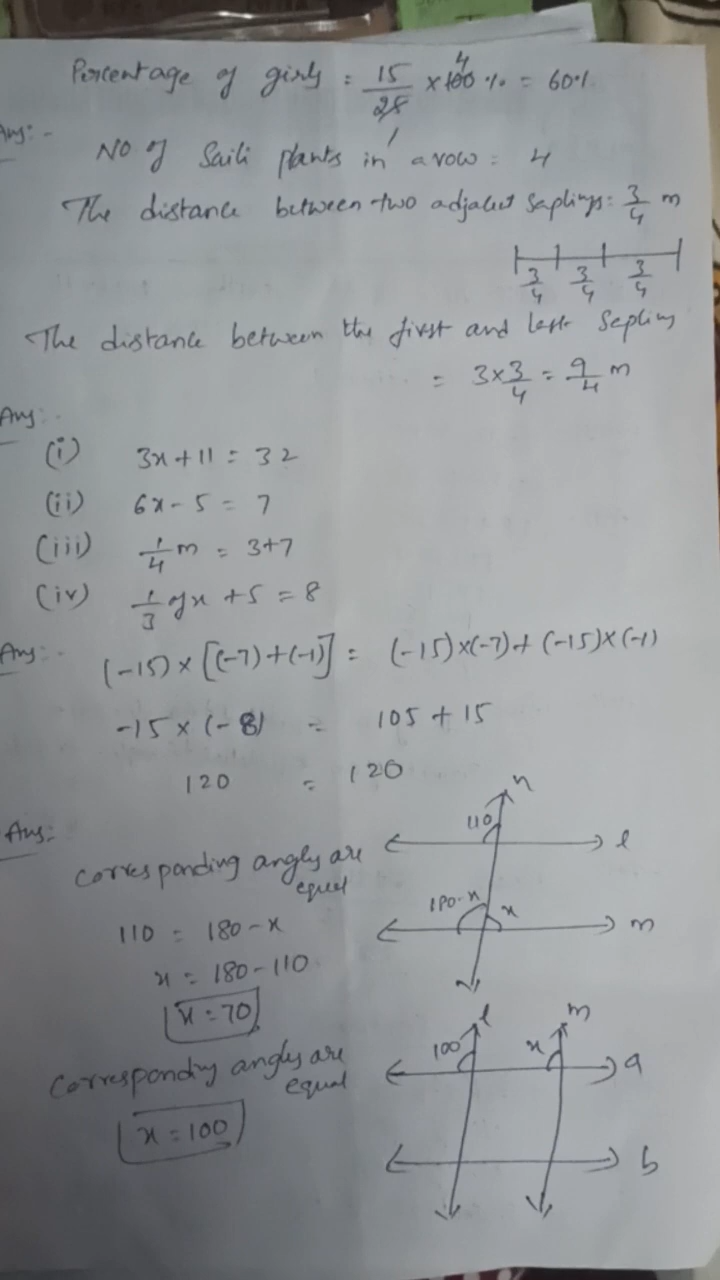 Percentage of girls = 15/25 × 100 % = 60%
4
1
Ans:-
No of Saili plants in a row = 4
The distance between two adjacent saplings: 3/4 m
3/4 3/4 3/4
The distance between the first and last sapling
= 3×3/4 = 9/4 m
Ans:-
(i) 3x+11 = 32
(ii) 6x-5 = 7
(iii) 1/4 m = 3+7
(iv) 1/3 of x +5 = 8
Ans:- (-15)×[(-7)+(-1)] = (-15)×(-7)+(-15)×(-1)
-15×(-8) = 105+15
120 = 120
Ans:
Corresponding angles are
equal
110 = 180-x
x = 180-110
x = 70
n
110
l
180-x x
m
Corresponding angles are
equal
x = 100
l m
100 x a
b